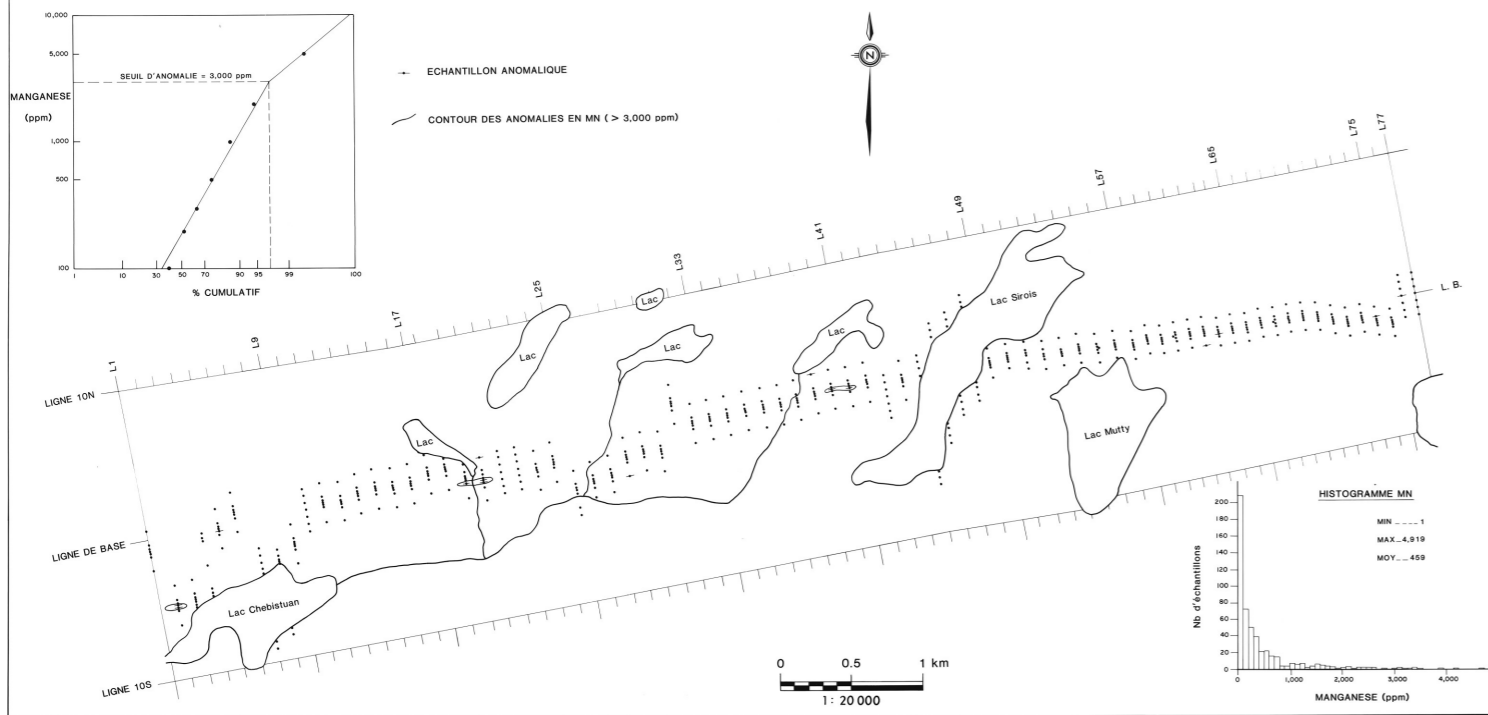 10,000
5,000
1,000
500
100
MANGANESE
(ppm)
SEUIL D'ANOMALIE = 3,000 ppm
1 10 30 50 70 90 95 99 100
% CUMULATIF
ECHANTILLON ANOMALIQUE
CONTOUR DES ANOMALIES EN MN ( > 3,000 ppm)
N
L1
L9
L17
L25
L33
L41
L49
L57
L65
L75
L77
LIGNE 10N
LIGNE DE BASE
LIGNE 10S
L. B.
Lac
Lac
Lac
Lac
Lac
Lac Sirois
Lac Mutty
Lac Chebistuan
0 0.5 1 km
1: 20 000
HISTOGRAMME MN
MIN ____ 1
MAX_4,919
MOY__459
Nb d'échantillons
200
180
160
140
120
100
80
60
40
20
0
0 1,000 2,000 3,000 4,000
MANGANESE (ppm)